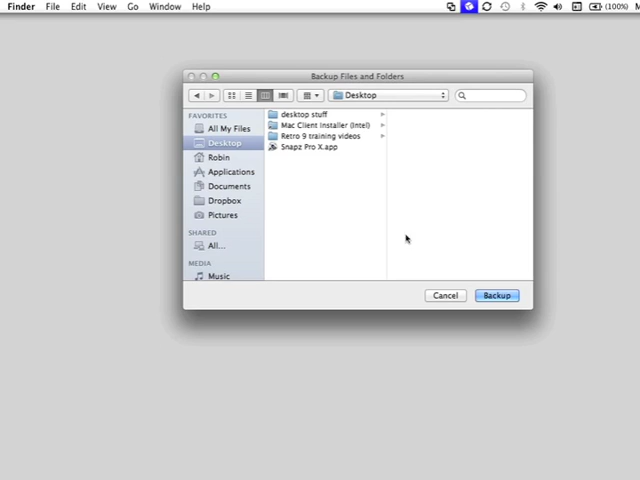 Finder File Edit View Go Window Help (100%)
Backup Files and Folders
Desktop
FAVORITES
All My Files
Desktop
Robin
Applications
Documents
Dropbox
Pictures
SHARED
All...
MEDIA
Music
desktop stuff
Mac Client Installer (Intel)
Retro 9 training videos
Snapz Pro X.app
Cancel Backup